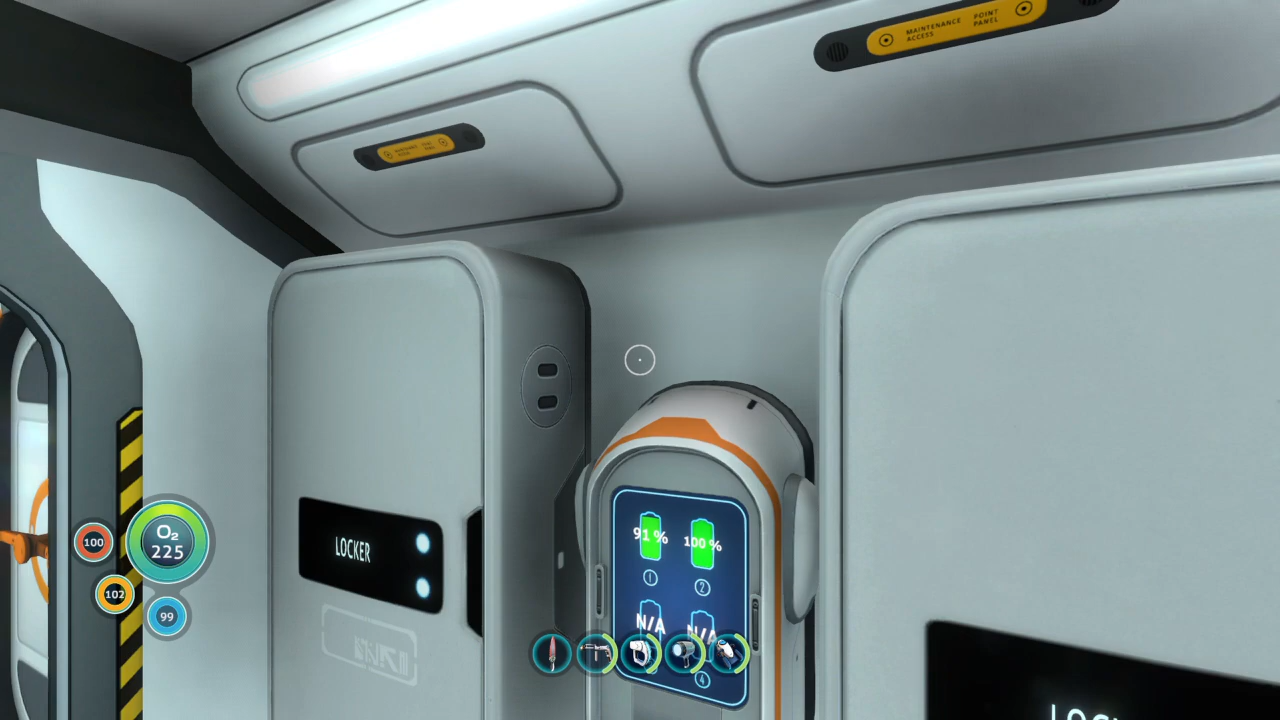 MAINTENANCE POINT
ACCESS PANEL
LOCKER
91 %
100 %
1
2
N/A
N/A
4
O₂
225
100
102
99